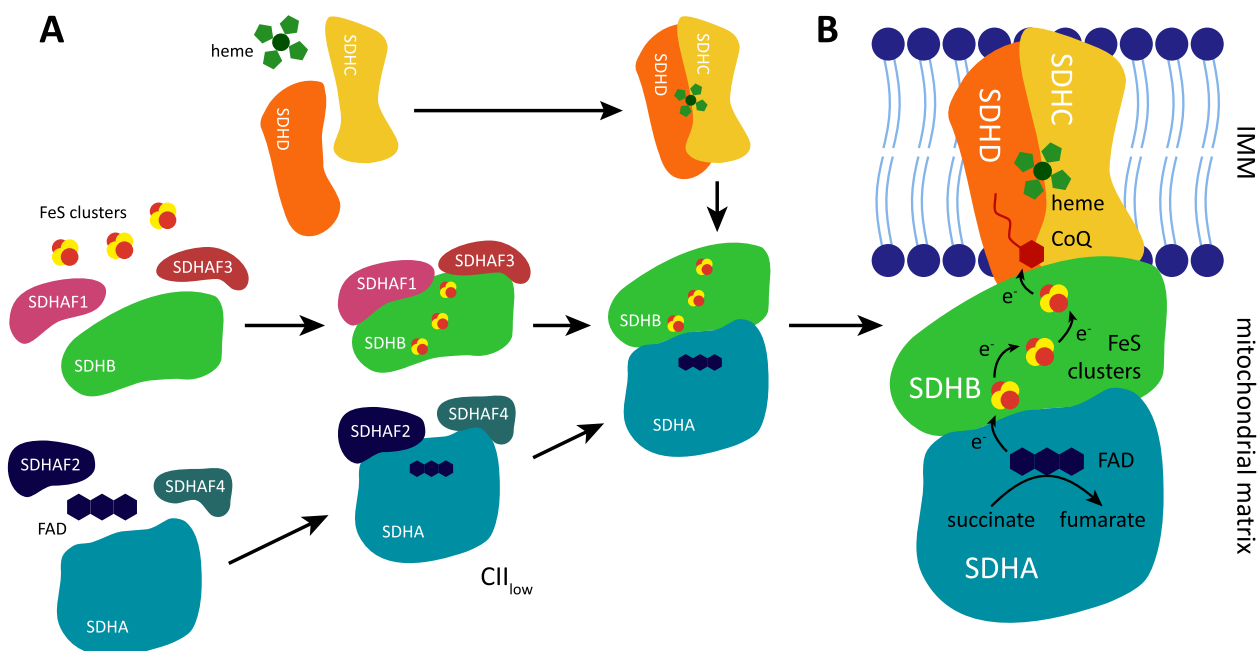 A
heme
SDHC
SDHD
SDHD
SDHC
FeS clusters
SDHAF3
SDHAF1
SDHB
SDHAF1
SDHAF3
SDHB
SDHB
SDHA
SDHAF2
SDHAF4
FAD
SDHA
SDHAF2
SDHAF4
SDHA
CIIlow
B
SDHD
SDHC
heme
CoQ
e-
e-
e-
FeS
clusters
SDHB
e-
FAD
succinate
fumarate
SDHA
IMM
mitochondrial matrix